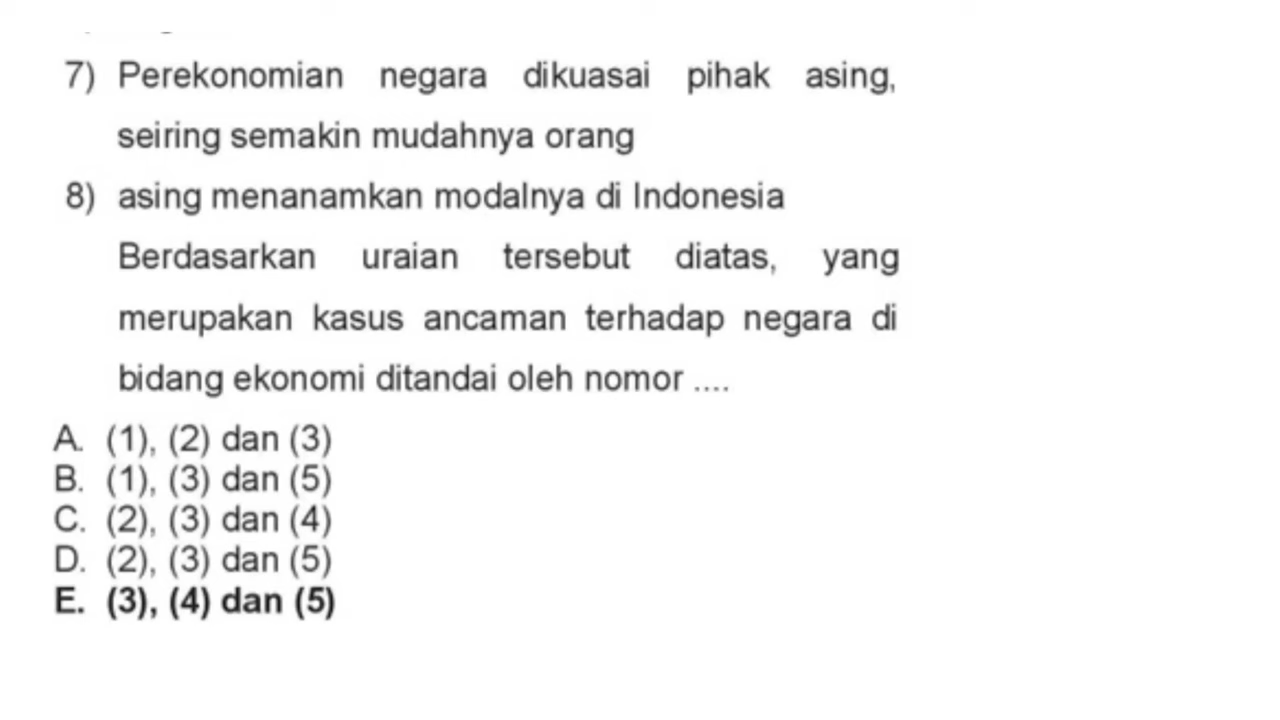 7) Perekonomian negara dikuasai pihak asing,
seiring semakin mudahnya orang
8) asing menanamkan modalnya di Indonesia
Berdasarkan uraian tersebut diatas, yang
merupakan kasus ancaman terhadap negara di
bidang ekonomi ditandai oleh nomor ....
A. (1), (2) dan (3)
B. (1), (3) dan (5)
C. (2), (3) dan (4)
D. (2), (3) dan (5)
E. (3), (4) dan (5)